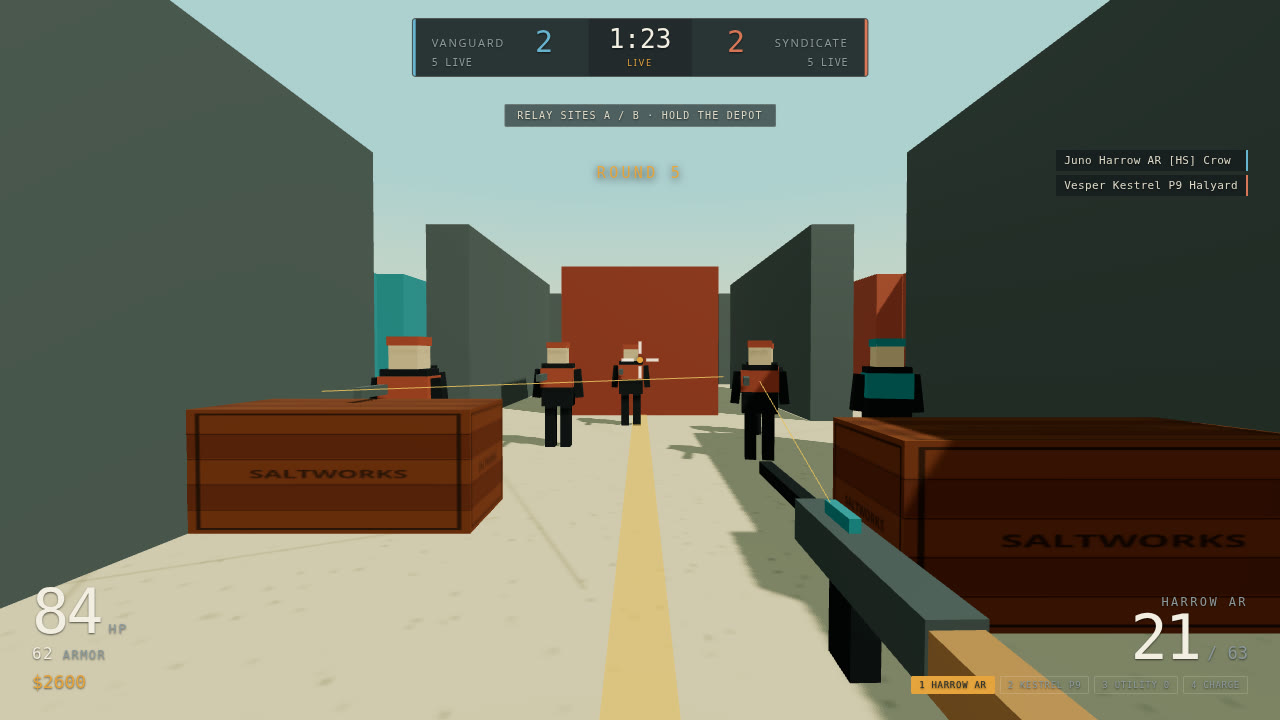 VANGUARD 2 1:23 2 SYNDICATE
5 LIVE LIVE 5 LIVE
RELAY SITES A / B · HOLD THE DEPOT
Juno Harrow AR [HS] Crow
ROUND 5
Vesper Kestrel P9 Halyard
SALTWORKS
SALTWORKS
84 HP
62 ARMOR
$2600
HARROW AR
21 / 63
1 HARROW AR 2 KESTREL P9 3 UTILITY 0 4 CHARGE